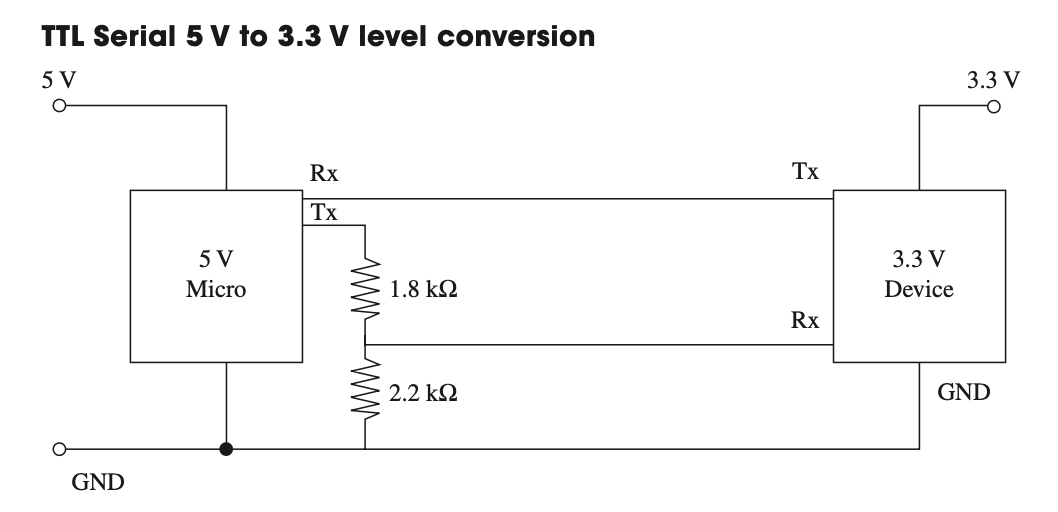 TTL Serial 5 V to 3.3 V level conversion
5 V
3.3 V
Rx
Tx
Tx
5 V
Micro
3.3 V
Device
1.8 kΩ
Rx
2.2 kΩ
GND
GND